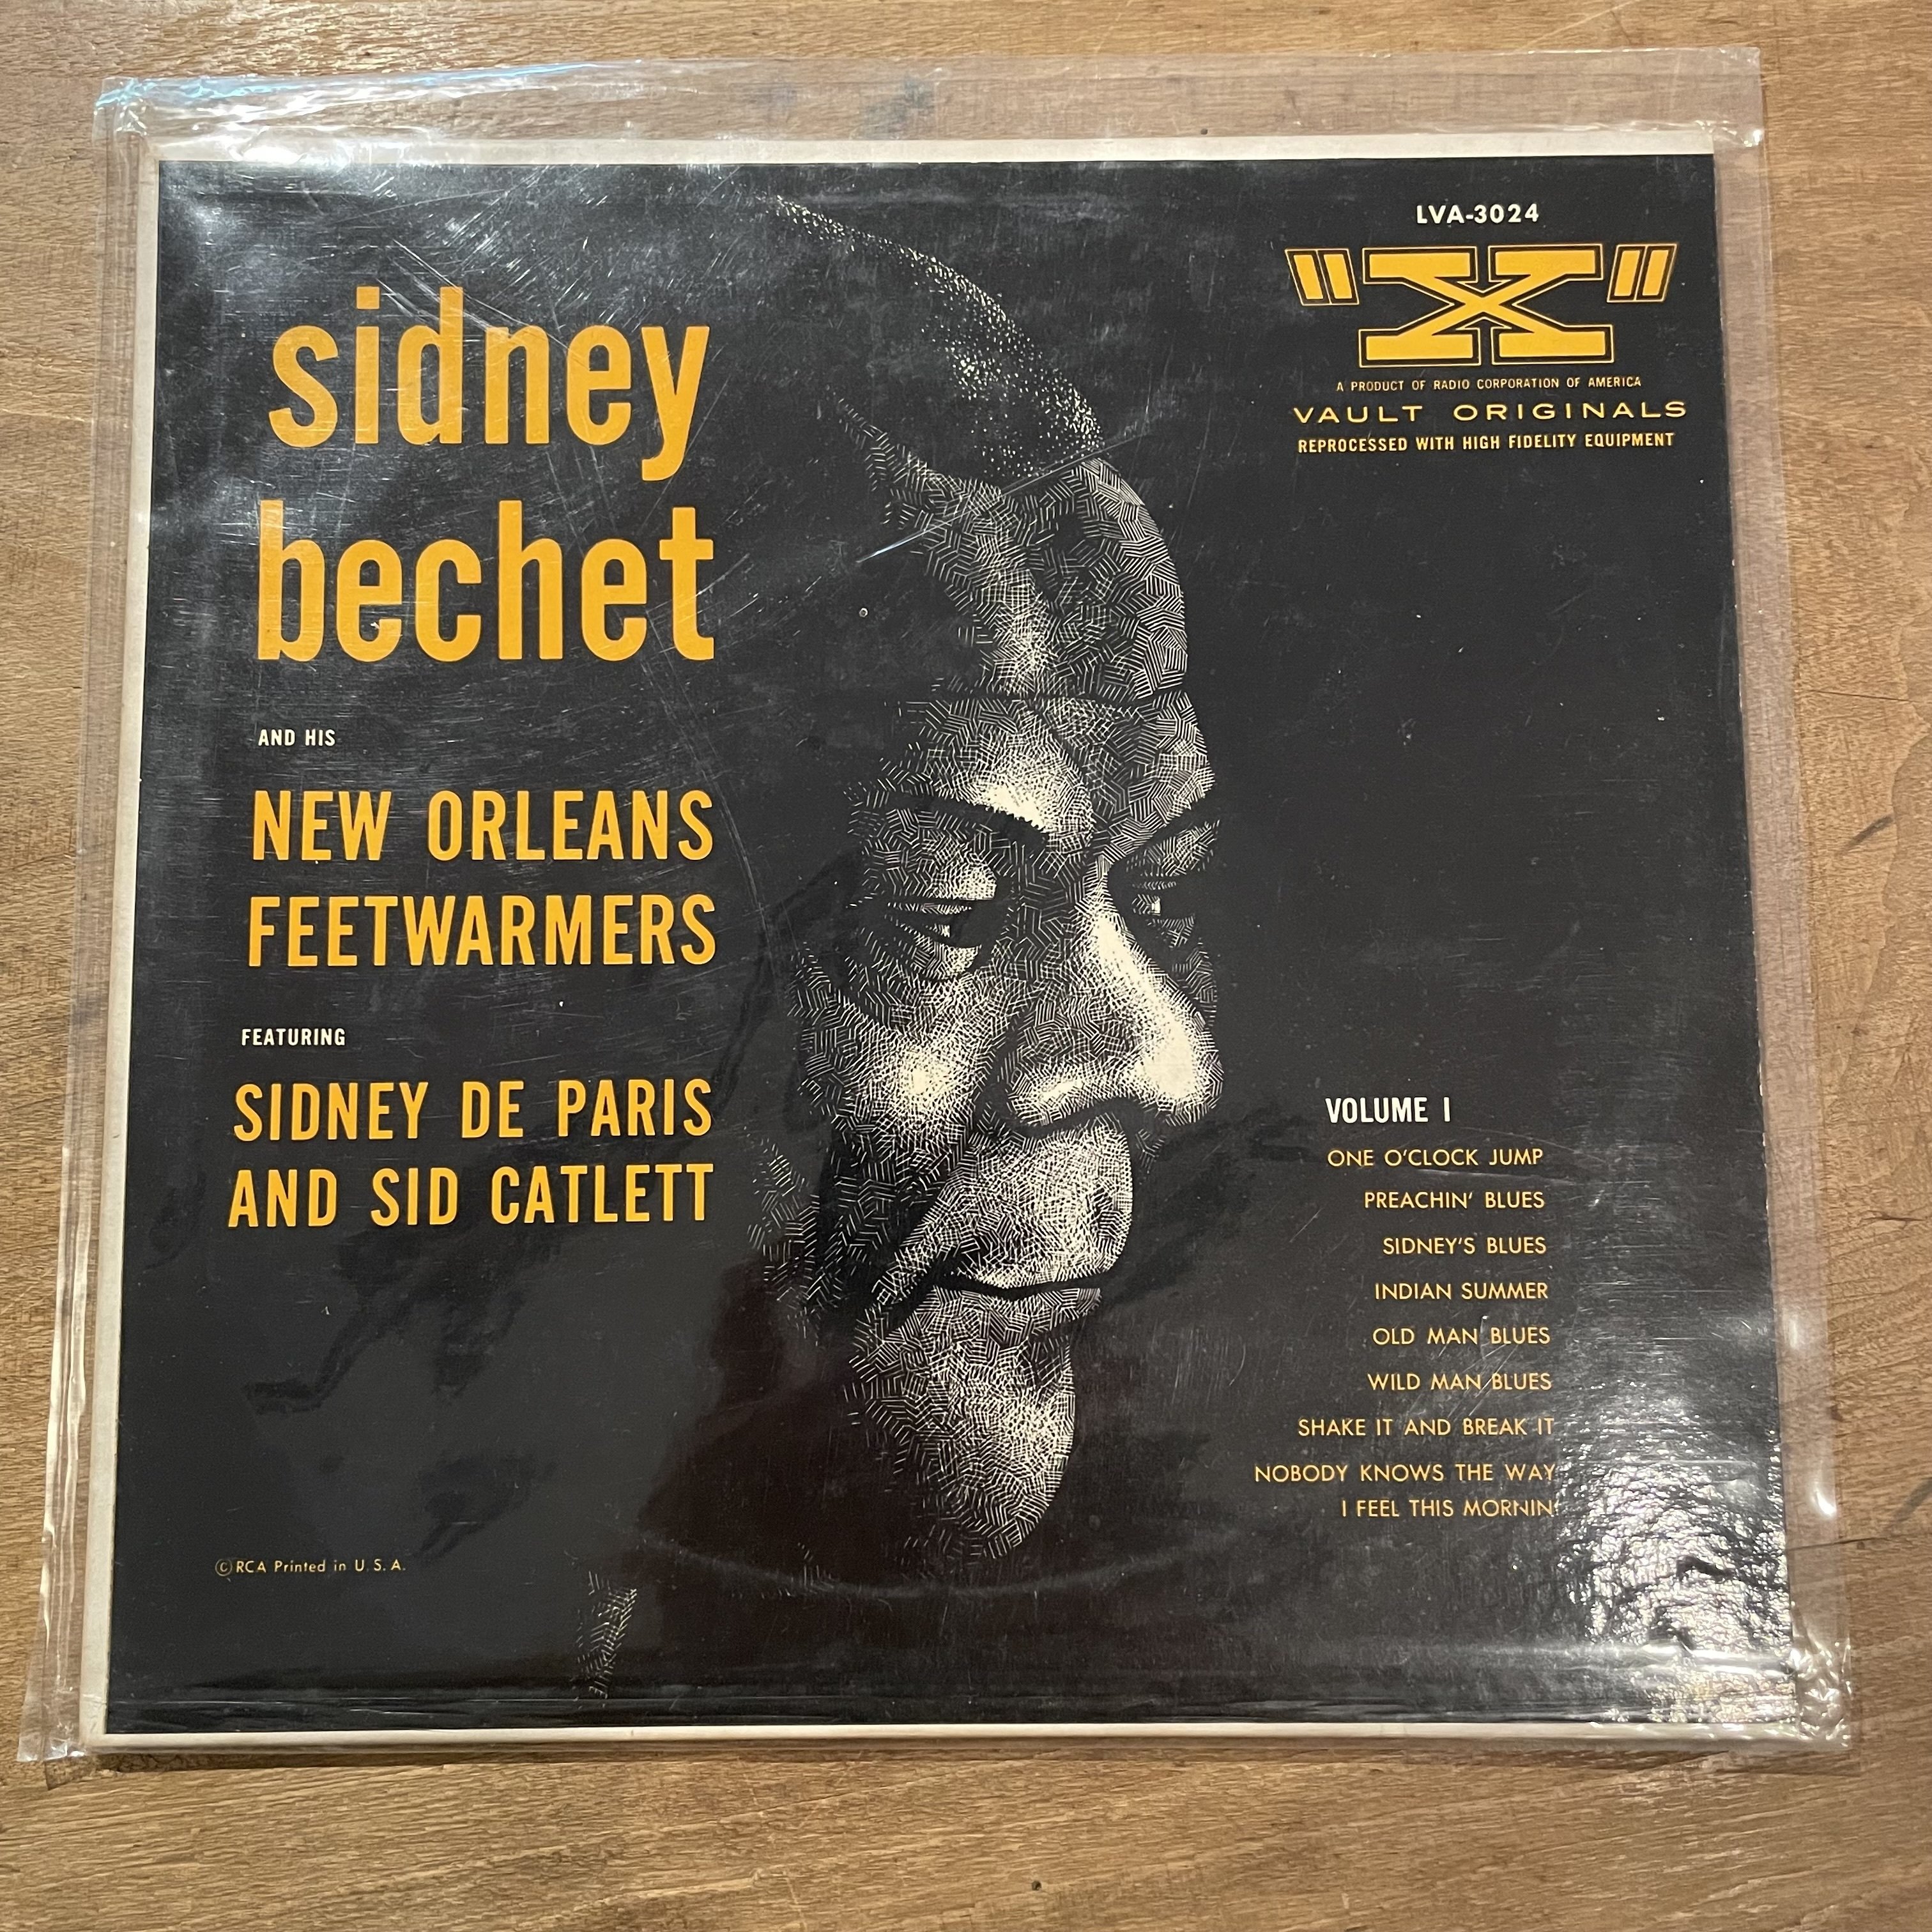 LVA-3024
"X"
A PRODUCT OF RADIO CORPORATION OF AMERICA
VAULT ORIGINALS
REPROCESSED WITH HIGH FIDELITY EQUIPMENT
sidney
bechet
AND HIS
NEW ORLEANS
FEETWARMERS
FEATURING
SIDNEY DE PARIS
AND SID CATLETT
VOLUME I
ONE O'CLOCK JUMP
PREACHIN' BLUES
SIDNEY'S BLUES
INDIAN SUMMER
OLD MAN BLUES
WILD MAN BLUES
SHAKE IT AND BREAK IT
NOBODY KNOWS THE WAY
I FEEL THIS MORNIN'
© RCA Printed in U. S. A.